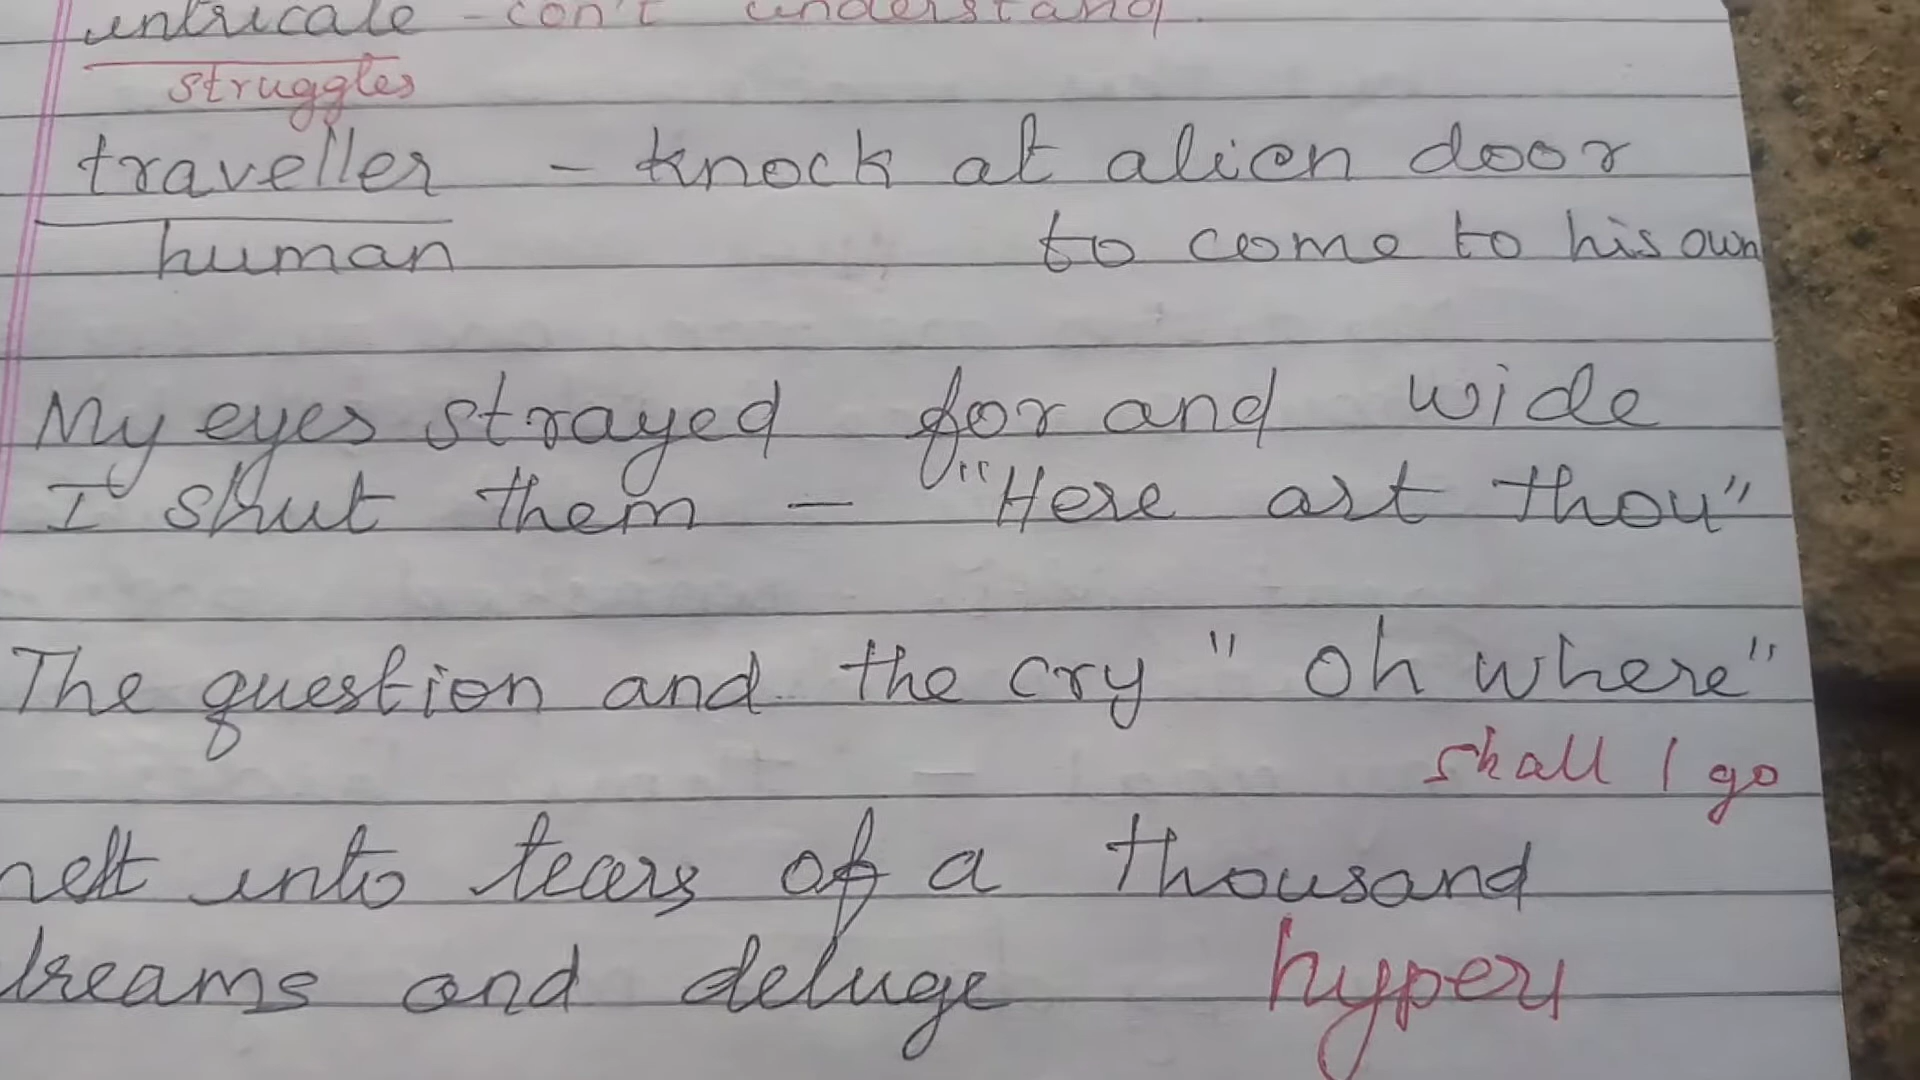 intricate - con't understand
struggles
traveller - knock at alien door
human to come to his own
My eyes strayed for and wide
I shut them - "Here art thou"
The question and the cry "Oh where"
shall I go
melt into tears of a thousand
dreams and deluge hyper